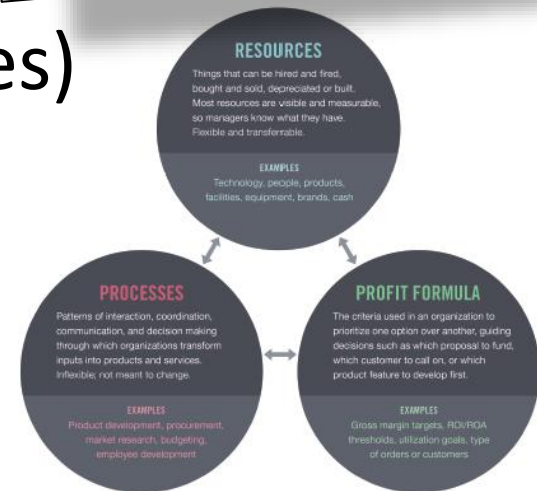 es)
RESOURCES
Things that can be hired and fired,
bought and sold, depreciated or built.
Most resources are visible and measurable,
so managers know what they have.
Flexible and transferrable.
EXAMPLES
Technology, people, products,
facilities, equipment, brands, cash
PROCESSES
Patterns of interaction, coordination,
communication, and decision making
through which organizations transform
inputs into products and services.
Inflexible; not meant to change.
EXAMPLES
Product development, procurement,
market research, budgeting,
employee development
PROFIT FORMULA
The criteria used in an organization to
prioritize one option over another, guiding
decisions such as which proposal to fund,
which customer to call on, or which
product feature to develop first.
EXAMPLES
Gross margin targets, ROI/ROA
thresholds, utilization goals, type
of orders or customers